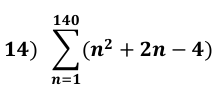 140
14) ∑(n² + 2n − 4)
n=1